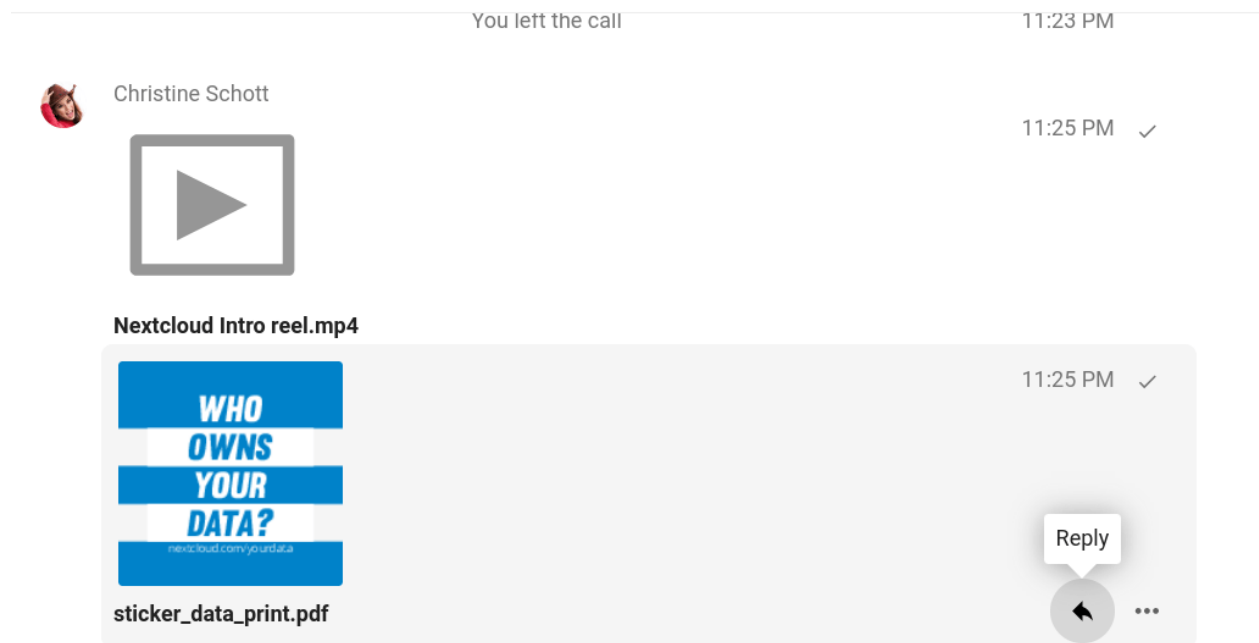 You left the call 11:23 PM
Christine Schott
11:25 PM
Nextcloud Intro reel.mp4
11:25 PM
WHO
OWNS
YOUR
DATA?
nextcloud.com/yourdata
Reply
sticker_data_print.pdf